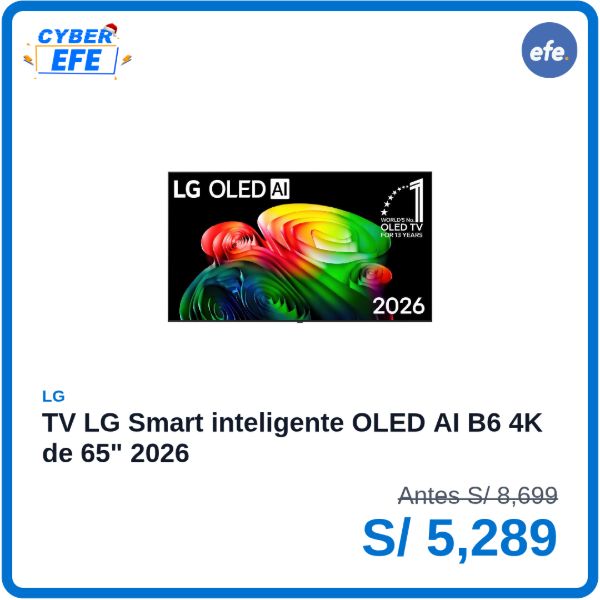 CYBER
EFE
efe.
LG OLED AI
1
WORLD'S No.
OLED TV
FOR 13 YEARS
2026
LG
TV LG Smart inteligente OLED AI B6 4K
de 65" 2026
Antes S/ 8,699
S/ 5,289